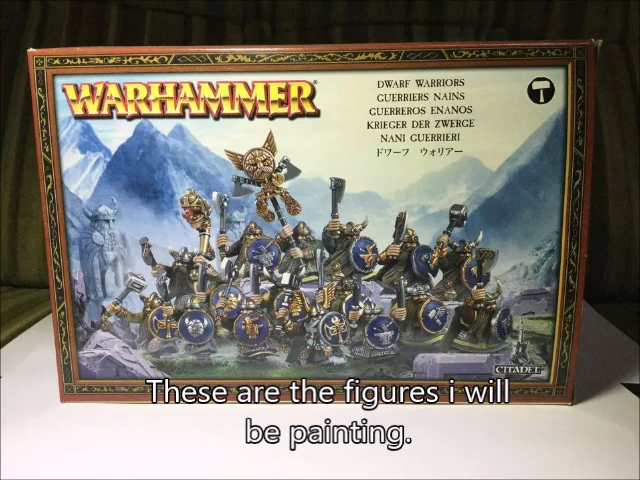 WARHAMMER®
DWARF WARRIORS
GUERRIERS NAINS
GUERREROS ENANOS
KRIEGER DER ZWERGE
NANI GUERRIERI
ドワーフ ウォリアー
CITADEL
These are the figures i will
be painting.